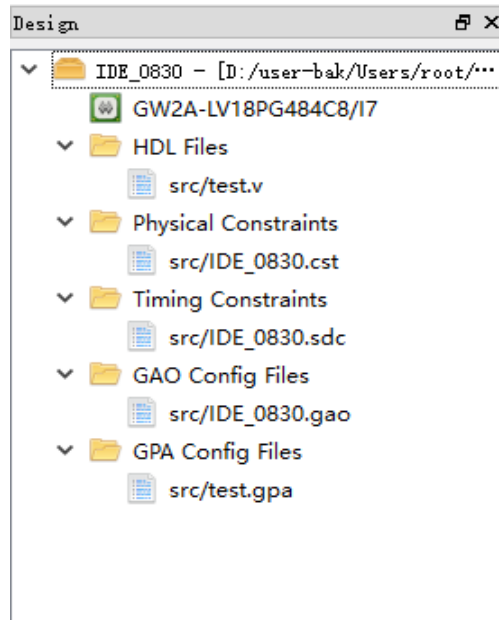 Design
IDE_0830 - [D:/user-bak/Users/root/···
GW2A-LV18PG484C8/I7
HDL Files
src/test.v
Physical Constraints
src/IDE_0830.cst
Timing Constraints
src/IDE_0830.sdc
GAO Config Files
src/IDE_0830.gao
GPA Config Files
src/test.gpa